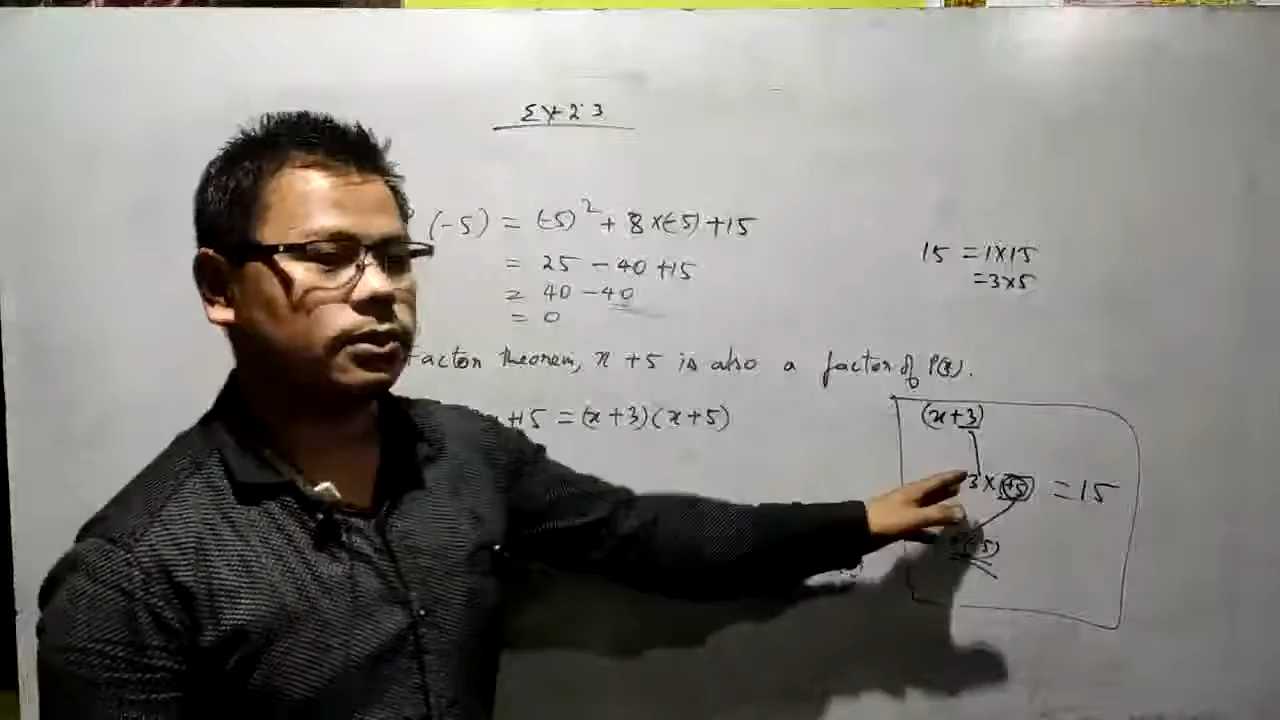 Ex 2.3
(-5) = (-5)² + 8×(-5) +15
= 25 - 40 +15
= 40 - 40
= 0
15 = 1×15
= 3×5
factor theorem, x +5 is also a factor of P(x).
+15 = (x+3)(x+5)
(x+3)
3×(+5) = 15